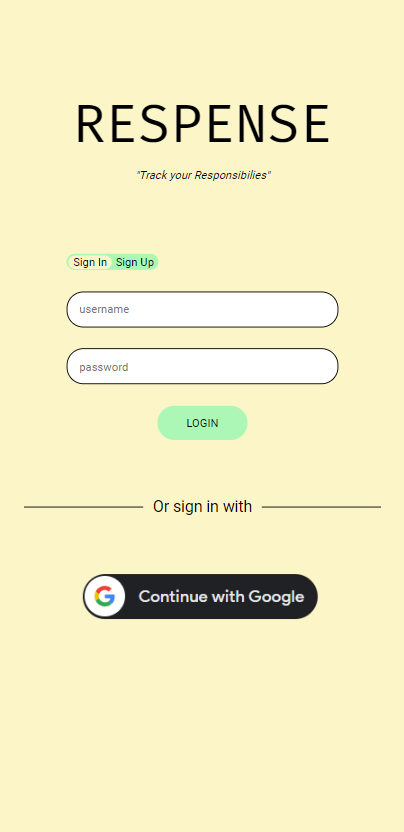 RESPENSE
"Track your Responsibilies"
Sign In Sign Up
username
password
LOGIN
Or sign in with
Continue with Google